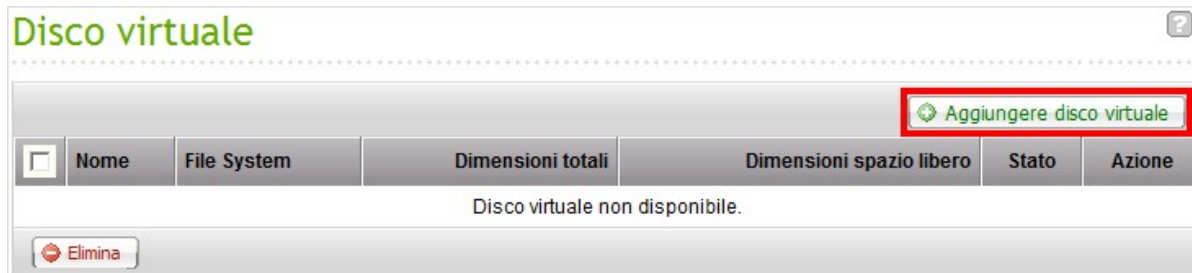 Disco virtuale
?
Aggiungere disco virtuale
Nome File System Dimensioni totali Dimensioni spazio libero Stato Azione
Disco virtuale non disponibile.
Elimina